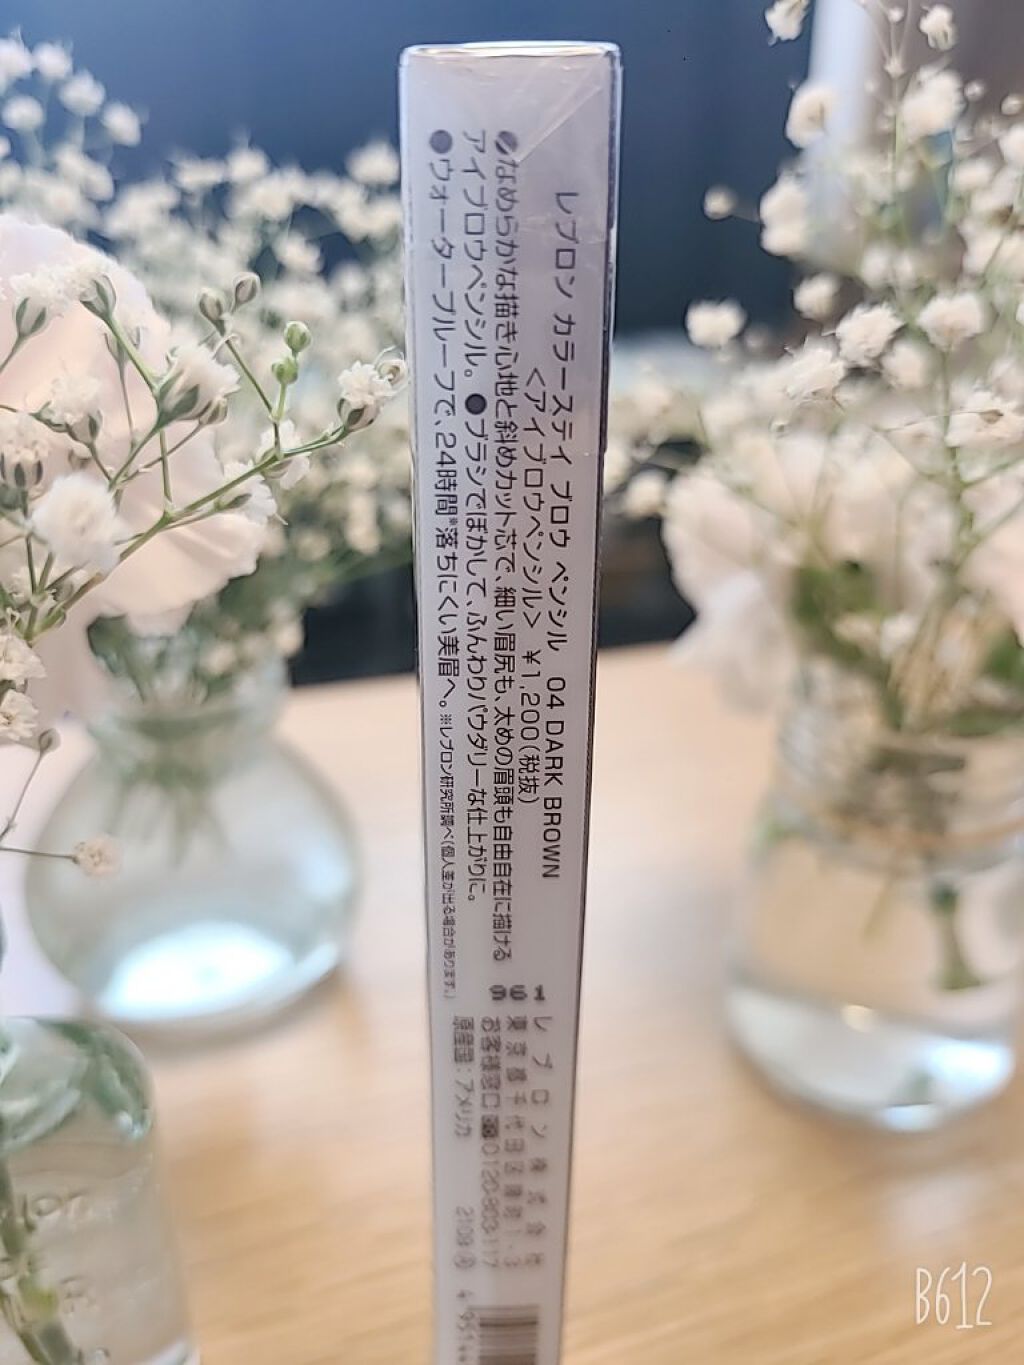 レブロン カラーステイ ブロウ ペンシル 04 DARK BROWN
<アイブロウペンシル> ¥1,200(税抜)
●なめらかな描き心地と斜めカット芯で、細い眉尻も、太めの眉頭も自由自在に描ける
アイブロウペンシル。●ブラシでぼかして、ふんわりパウダリーな仕上がりに。
●ウォータープルーフで、24時間※落ちにくい美眉へ。※レブロン研究所調べ(個人差が出る場合があります。)
レブロン株式会社
東京都千代田区
お客様窓口 0120-803-117
原産国:アメリカ
B612